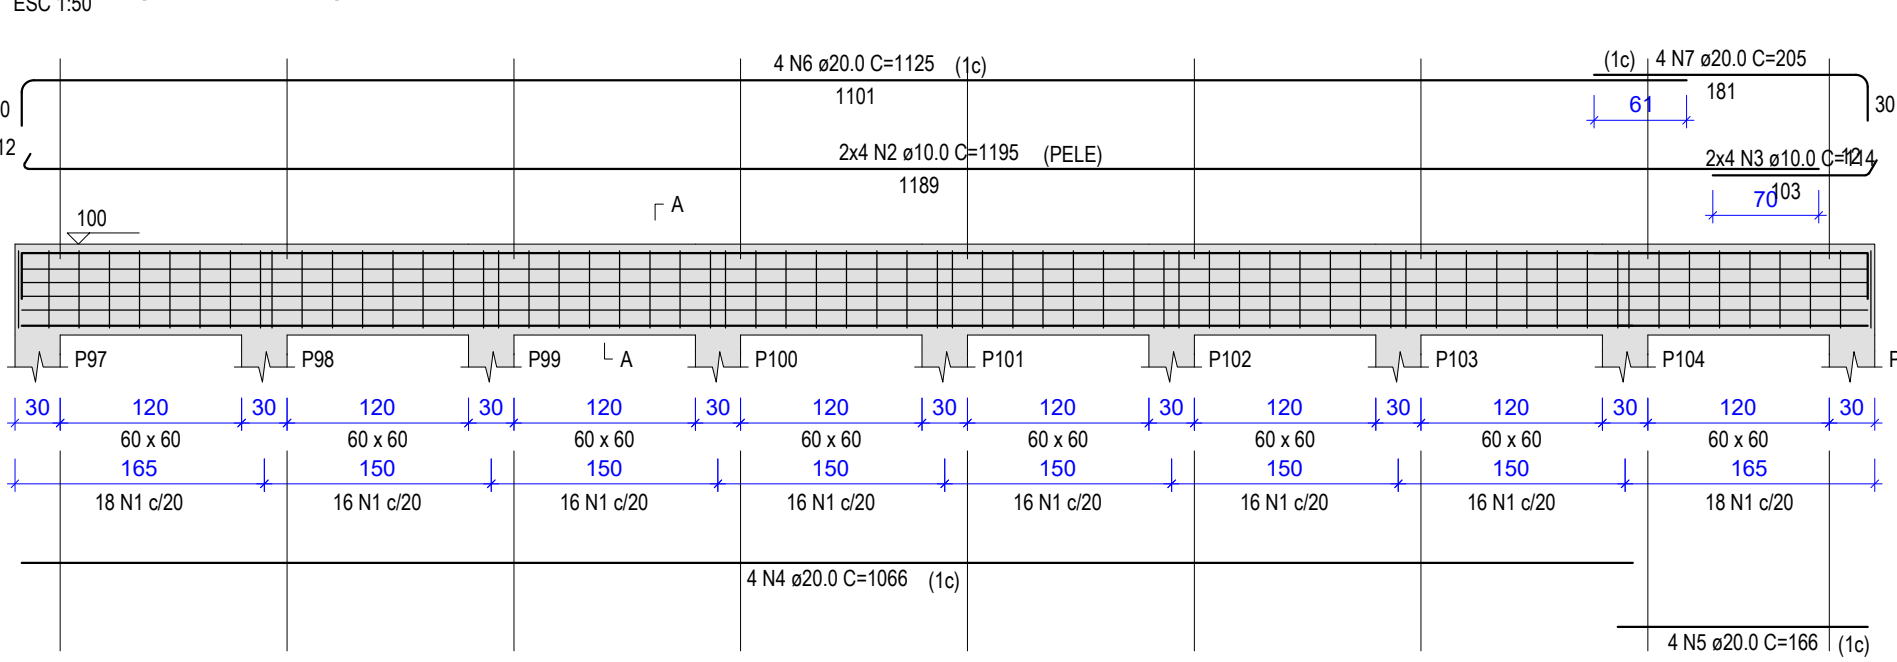 ESC 1:50
4 N6 ø20.0 C=1125 (1c)
(1c) 4 N7 ø20.0 C=205
1101
181
0
61
30
12
2x4 N2 ø10.0 C=1195 (PELE)
2x4 N3 ø10.0 C=114
12
1189
103
70
A
100
P97 P98 P99 A P100 P101 P102 P103 P104 P
30 120 30 120 30 120 30 120 30 120 30 120 30 120 30 120 30
60 x 60 60 x 60 60 x 60 60 x 60 60 x 60 60 x 60 60 x 60 60 x 60
165 150 150 150 150 150 150 165
18 N1 c/20 16 N1 c/20 16 N1 c/20 16 N1 c/20 16 N1 c/20 16 N1 c/20 16 N1 c/20 18 N1 c/20
4 N4 ø20.0 C=1066 (1c)
4 N5 ø20.0 C=166 (1c)